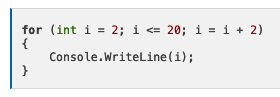 for (int i = 2; i <= 20; i = i + 2)
{
    Console.WriteLine(i);
}